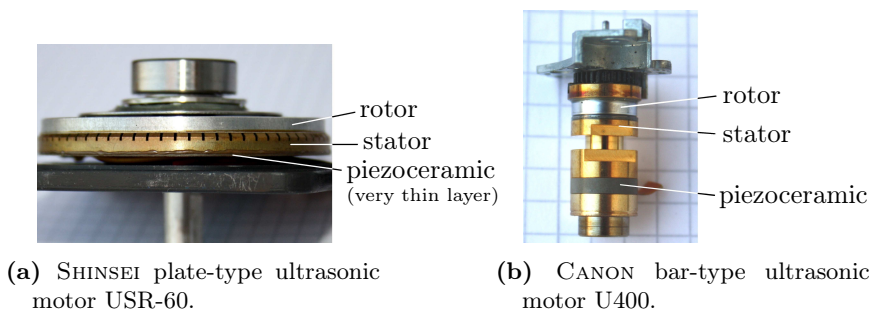 rotor
stator
piezoceramic
(very thin layer)
rotor
stator
piezoceramic
(a) SHINSEI plate-type ultrasonic
motor USR-60.
(b) CANON bar-type ultrasonic
motor U400.